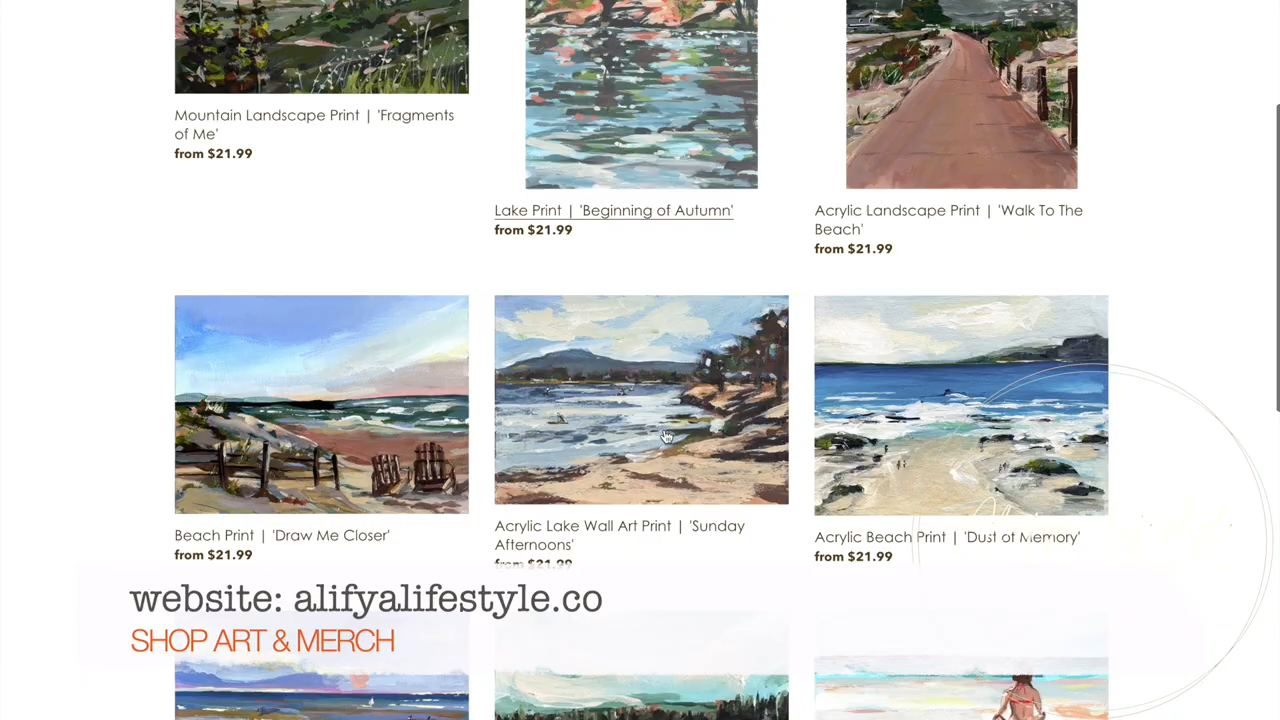 Mountain Landscape Print | 'Fragments
of Me'
from $21.99
Lake Print | 'Beginning of Autumn'
from $21.99
Acrylic Landscape Print | 'Walk To The
Beach'
from $21.99
Beach Print | 'Draw Me Closer'
from $21.99
Acrylic Lake Wall Art Print | 'Sunday
Afternoons'
from $21.99
Acrylic Beach Print | 'Dust of Memory'
from $21.99
website: alifyalifestyle.co
SHOP ART & MERCH